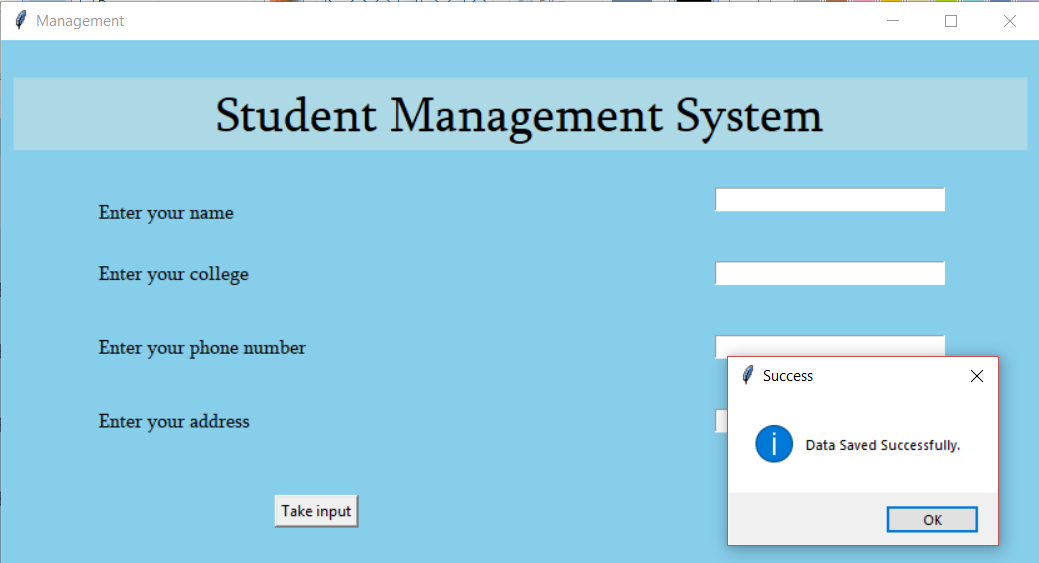 Management
Student Management System
Enter your name
Enter your college
Enter your phone number
Success
Data Saved Successfully.
Enter your address
OK
Take input